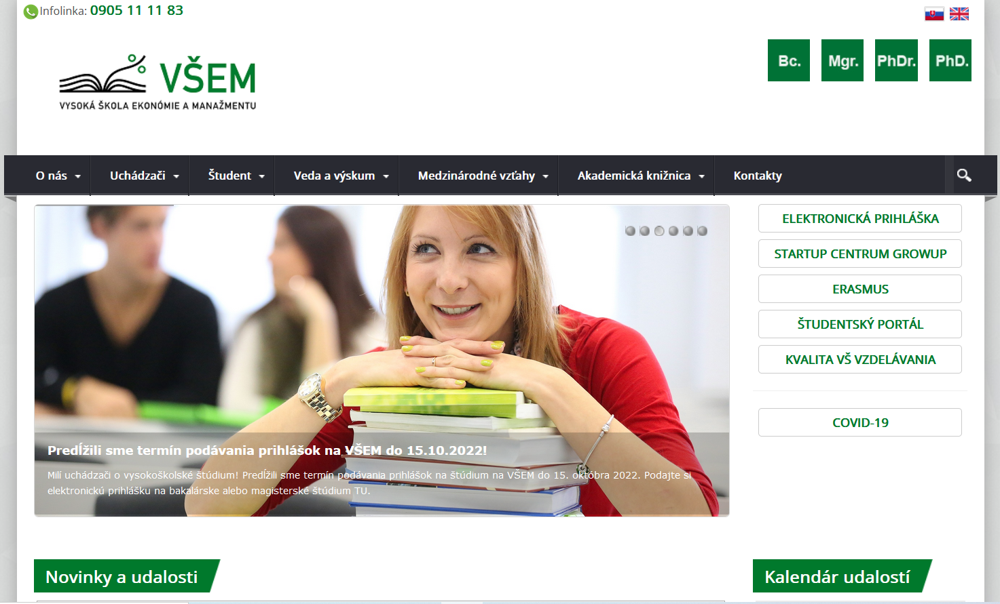 Infolinka: 0905 11 11 83
VŠEM
VYSOKÁ ŠKOLA EKONÓMIE A MANAŽMENTU
Bc.
Mgr.
PhDr.
PhD.
O nás
Uchádzači
Študent
Veda a výskum
Medzinárodné vzťahy
Akademická knižnica
Kontakty
Predĺžili sme termín podávania prihlášok na VŠEM do 15.10.2022!
Milí uchádzači o vysokoškolské štúdium! Predĺžili sme termín podávania prihlášok na štúdium na VŠEM do 15. októbra 2022. Podajte si
elektronickú prihlášku na bakalárske alebo magisterské štúdium TU.
ELEKTRONICKÁ PRIHLÁŠKA
STARTUP CENTRUM GROWUP
ERASMUS
ŠTUDENTSKÝ PORTÁL
KVALITA VŠ VZDELÁVANIA
COVID-19
Novinky a udalosti
Kalendár udalostí